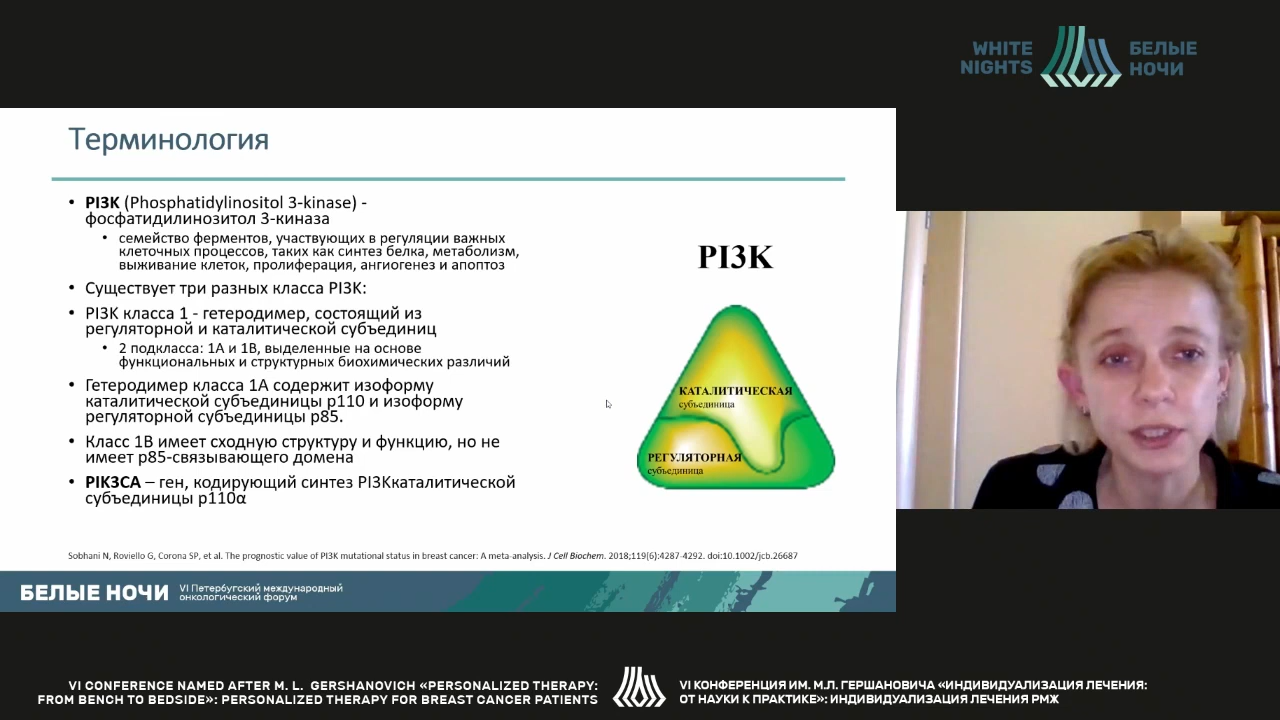 WHITE
NIGHTS
БЕЛЫЕ
НОЧИ
Терминология
• PI3K (Phosphatidylinositol 3-kinase) -
фосфатидилинозитол 3-киназа
• семейство ферментов, участвующих в регуляции важных
клеточных процессов, таких как синтез белка, метаболизм,
выживание клеток, пролиферация, ангиогенез и апоптоз
• Существует три разных класса PI3K:
• PI3K класса 1 - гетеродимер, состоящий из
регуляторной и каталитической субъединиц
• 2 подкласса: 1А и 1В, выделенные на основе
функциональных и структурных биохимических различий
• Гетеродимер класса 1А содержит изоформу
каталитической субъединицы p110 и изоформу
регуляторной субъединицы p85.
• Класс 1В имеет сходную структуру и функцию, но не
имеет p85-связывающего домена
• PIK3CA – ген, кодирующий синтез PI3Kкаталитической
субъединицы p110α
PI3K
КАТАЛИТИЧЕСКАЯ
субъединица
РЕГУЛЯТОРНАЯ
субъединица
Sobhani N, Roviello G, Corona SP, et al. The prognostic value of PI3K mutational status in breast cancer: A meta-analysis. J Cell Biochem. 2018;119(6):4287-4292. doi:10.1002/jcb.26687
БЕЛЫЕ НОЧИ
VI Петербугский международный
онкологический форум
VI CONFERENCE NAMED AFTER M. L. GERSHANOVICH «PERSONALIZED THERAPY:
FROM BENCH TO BEDSIDE»: PERSONALIZED THERAPY FOR BREAST CANCER PATIENTS
VI КОНФЕРЕНЦИЯ ИМ. М.Л. ГЕРШАНОВИЧА «ИНДИВИДУАЛИЗАЦИЯ ЛЕЧЕНИЯ:
ОТ НАУКИ К ПРАКТИКЕ»: ИНДИВИДУАЛИЗАЦИЯ ЛЕЧЕНИЯ РМЖ